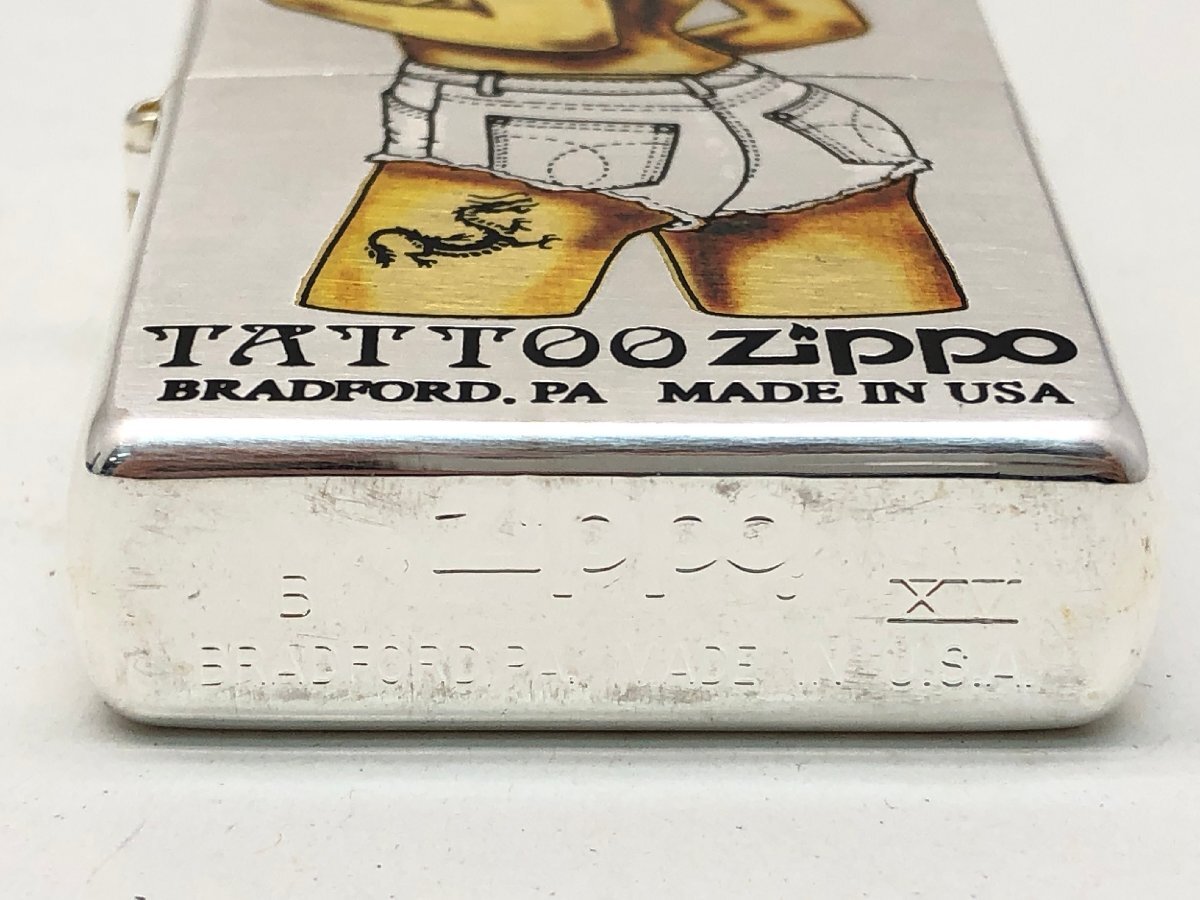 TATTOO Zippo
BRADFORD. PA MADE IN USA
Zippo
B XV
BRADFORD, PA. MADE IN U.S.A.